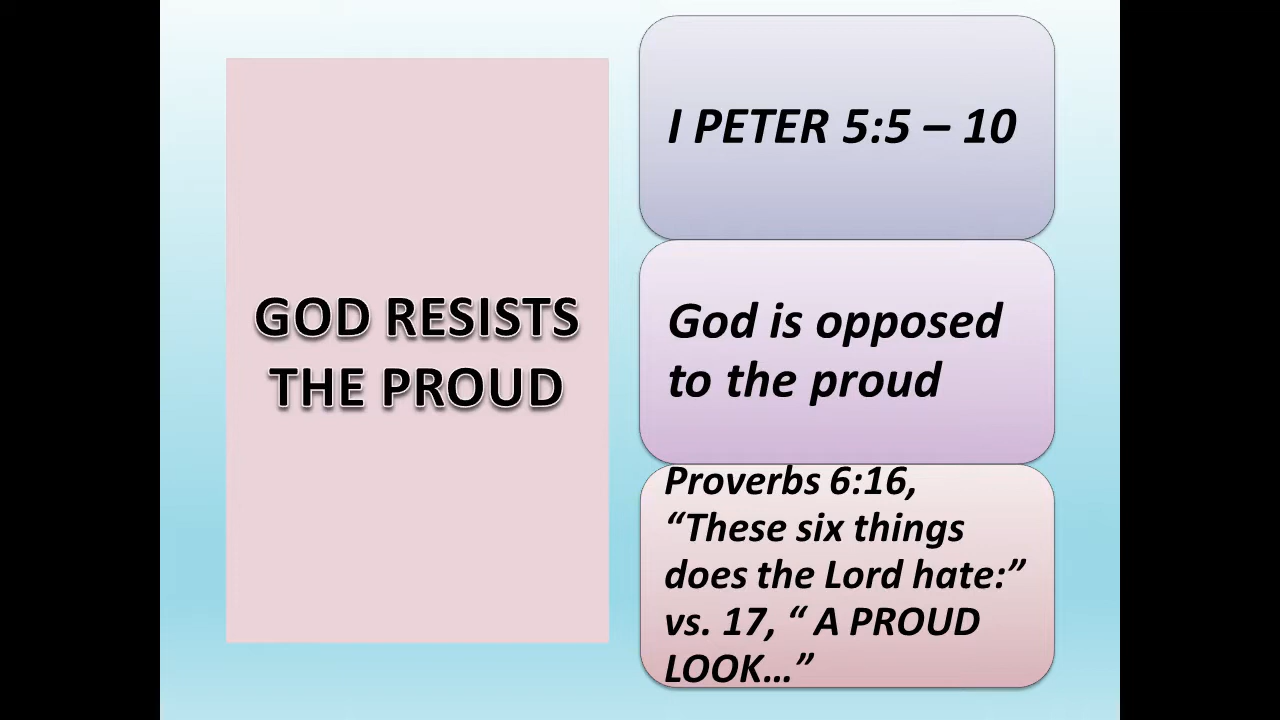 GOD RESISTS
THE PROUD
I PETER 5:5 – 10
God is opposed
to the proud
Proverbs 6:16,
“These six things
does the Lord hate:”
vs. 17, “ A PROUD
LOOK…”